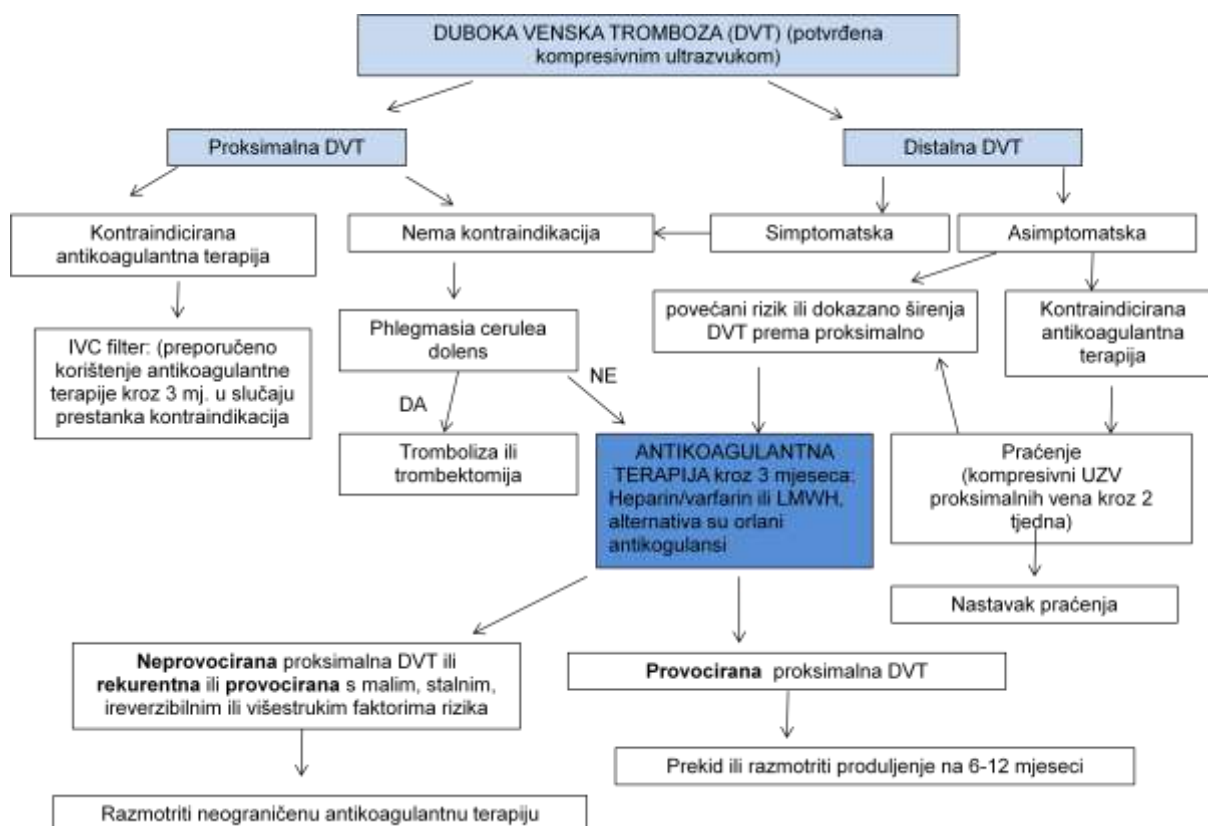 DUBOKA VENSKA TROMBOZA (DVT) (potvrđena
kompresivnim ultrazvukom)
Proksimalna DVT
Distalna DVT
Kontraindicirana
antikoagulantna terapija
Nema kontraindikacija
Simptomatska
Asimptomatska
IVC filter: (preporučeno
korištenje antikoagulantne
terapije kroz 3 mj. u slučaju
prestanka kontraindikacija
Phlegmasia cerulea
dolens
povećani rizik ili dokazano širenja
DVT prema proksimalno
Kontraindicirana
antikoagulantna
terapija
DA
NE
Tromboliza ili
trombektomija
ANTIKOAGULANTNA
TERAPIJA kroz 3 mjeseca:
Heparin/varfarin ili LMWH,
alternativa su orlani
antikogulansi
Praćenje
(kompresivni UZV
proksimalnih vena kroz 2
tjedna)
Nastavak praćenja
Neprovocirana proksimalna DVT ili
rekurentna ili provocirana s malim, stalnim,
ireverzibilnim ili višestrukim faktorima rizika
Provocirana proksimalna DVT
Prekid ili razmotriti produljenje na 6-12 mjeseci
Razmotriti neograničenu antikoagulantnu terapiju